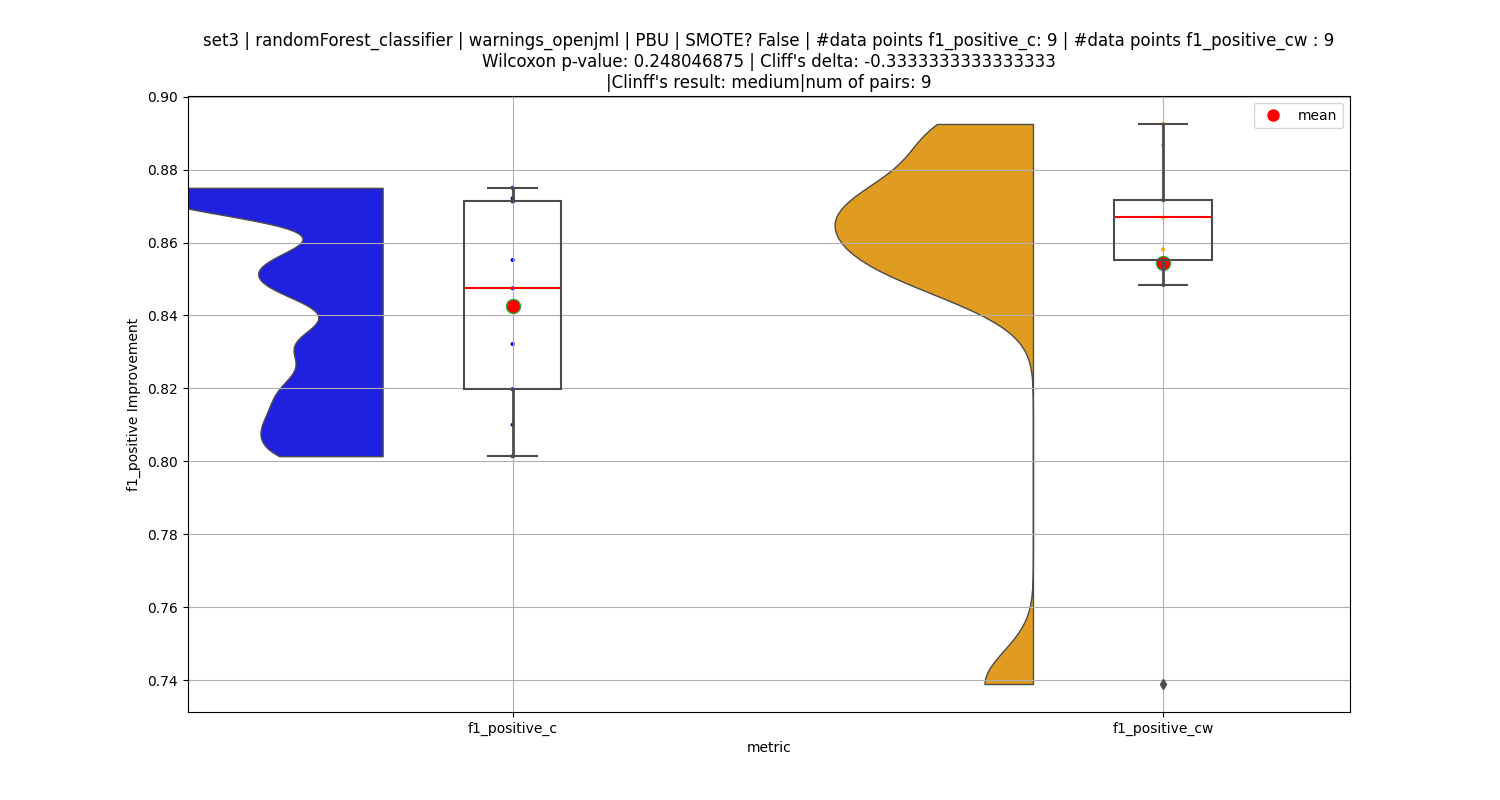 set3 | randomForest_classifier | warnings_openjml | PBU | SMOTE? False | #data points f1_positive_c: 9 | #data points f1_positive_cw : 9
Wilcoxon p-value: 0.248046875 | Cliff's delta: -0.3333333333333333
|Clinff's result: medium|num of pairs: 9
mean
0.90
0.88
0.86
0.84
0.82
0.80
0.78
0.76
0.74
f1_positive Improvement
f1_positive_c
f1_positive_cw
metric